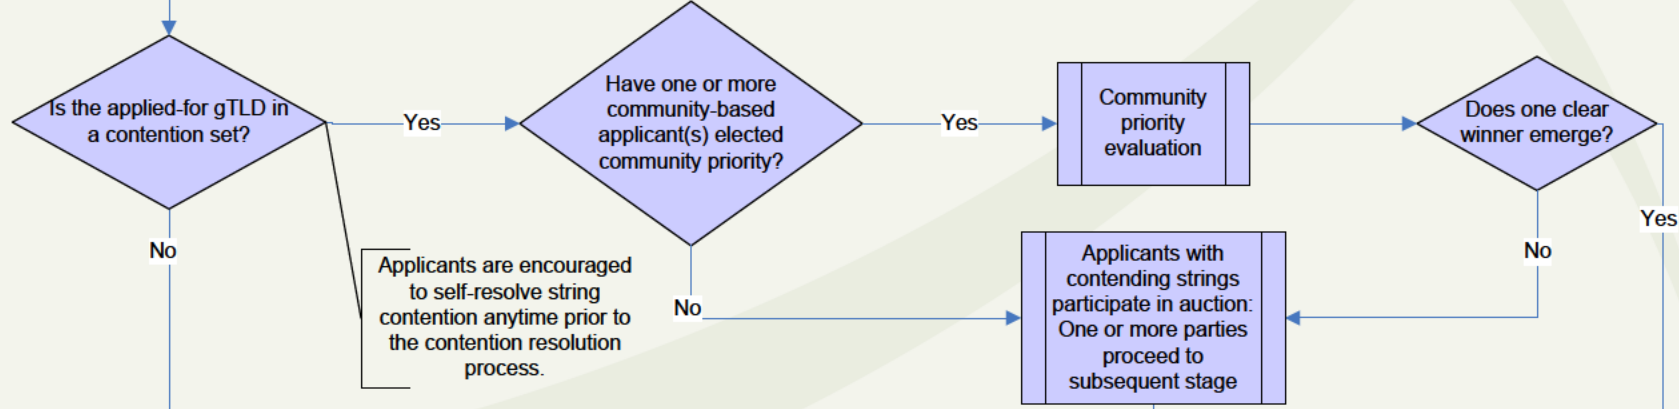 Is the applied-for gTLD in
a contention set?
Yes
Have one or more
community-based
applicant(s) elected
community priority?
Yes
Community
priority
evaluation
Does one clear
winner emerge?
Yes
No
Applicants are encouraged
to self-resolve string
contention anytime prior to
the contention resolution
process.
No
Applicants with
contending strings
participate in auction:
One or more parties
proceed to
subsequent stage
No